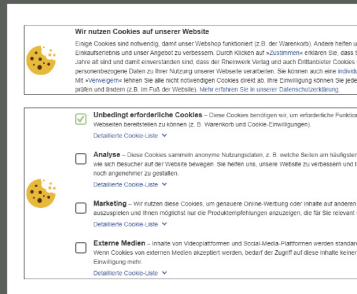 Wir nutzen Cookies auf unserer Website
Einige Cookies sind notwendig, damit unser Webshop funktioniert (z.B. der Warenkorb). Andere helfen u
Einkaufserlebnis und unser Angebot zu verbessern. Durch Klicken auf »Zustimmen« erklären Sie, dass S
Jahre alt sind und damit einverstanden sind, dass der Rheinwerk Verlag und auch Drittanbieter Cookies
personenbezogene Daten zu Ihrer Nutzung unserer Webseite verarbeiten. Sie können auch eine individu
Mit »Verweigern« lehnen Sie alle nicht notwendigen Cookies direkt ab. Ihre Einwilligung können Sie jede
prüfen und ändern (z.B. im Fuß der Website). Mehr erfahren Sie in unserer Datenschutzerklärung.
Unbedingt erforderliche Cookies – Diese Cookies benötigen wir, um erforderliche Funktion
Webseiten bereitstellen zu können (z. B. Warenkorb und Cookie-Einwilligungen).
Detaillierte Cookie-Liste
Analyse – Diese Cookies sammeln anonyme Nutzungsdaten, z. B. welche Seiten am häufigsten
wie sich Besucher auf der Website bewegen. Sie helfen uns, unsere Website zu verbessern und I
noch angenehmer zu gestalten.
Detaillierte Cookie-Liste
Marketing – Wir nutzen diese Cookies, um genauere Online-Werbung oder Inhalte auf anderen
auszuspielen und Ihnen möglichst nur die Produktempfehlungen anzuzeigen, die für Sie relevant
Detaillierte Cookie-Liste
Externe Medien – Inhalte von Videoplattformen und Social-Media-Plattformen werden standar
Wenn Cookies von externen Medien akzeptiert werden, bedarf der Zugriff auf diese Inhalte keiner
Einwilligung mehr.
Detaillierte Cookie-Liste